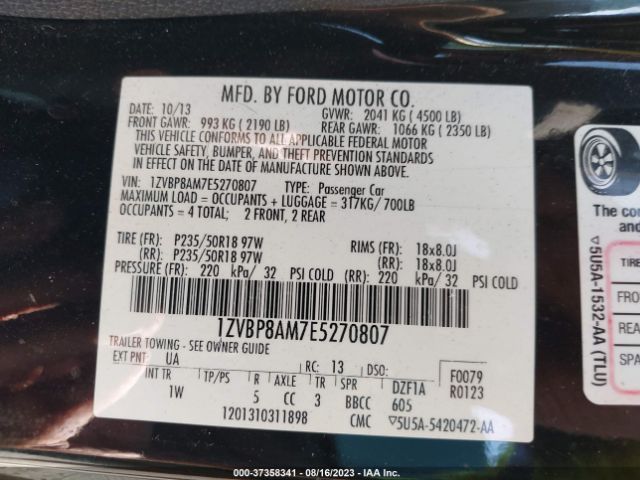 MFD. BY FORD MOTOR CO.
DATE: 10/13 GVWR: 2041 KG ( 4500 LB)
FRONT GAWR: 993 KG ( 2190 LB) REAR GAWR: 1066 KG ( 2350 LB)
THIS VEHICLE CONFORMS TO ALL APPLICABLE FEDERAL MOTOR
VEHICLE SAFETY, BUMPER, AND THEFT PREVENTION STANDARDS
IN EFFECT ON THE DATE OF MANUFACTURE SHOWN ABOVE.
VIN: 1ZVBP8AM7E5270807 TYPE: Passenger Car
MAXIMUM LOAD = OCCUPANTS + LUGGAGE = 317KG/ 700LB
OCCUPANTS = 4 TOTAL; 2 FRONT, 2 REAR
TIRE (FR): P235/50R18 97W RIMS (FR): 18x8.0J
(RR): P235/50R18 97W (RR): 18x8.0J
PRESSURE (FR): 220 kPa/ 32 PSI COLD (RR): 220 kPa/ 32 PSI COLD
1ZVBP8AM7E5270807
TRAILER TOWING - SEE OWNER GUIDE
EXT PNT: UA RC: 13 DSO: F0079
INT TR TP/PS R AXLE TR SPR DZF1A R0123
1W 5 CC 3 BBCC 605
1201310311898 CMC ▽5U5A-5420472-AA
The co
and
TIRE
FRO
REA
SPA
▽5U5A-1532-AA (TLU)
120-37358341 | 08/16/2023 | IAA Inc.